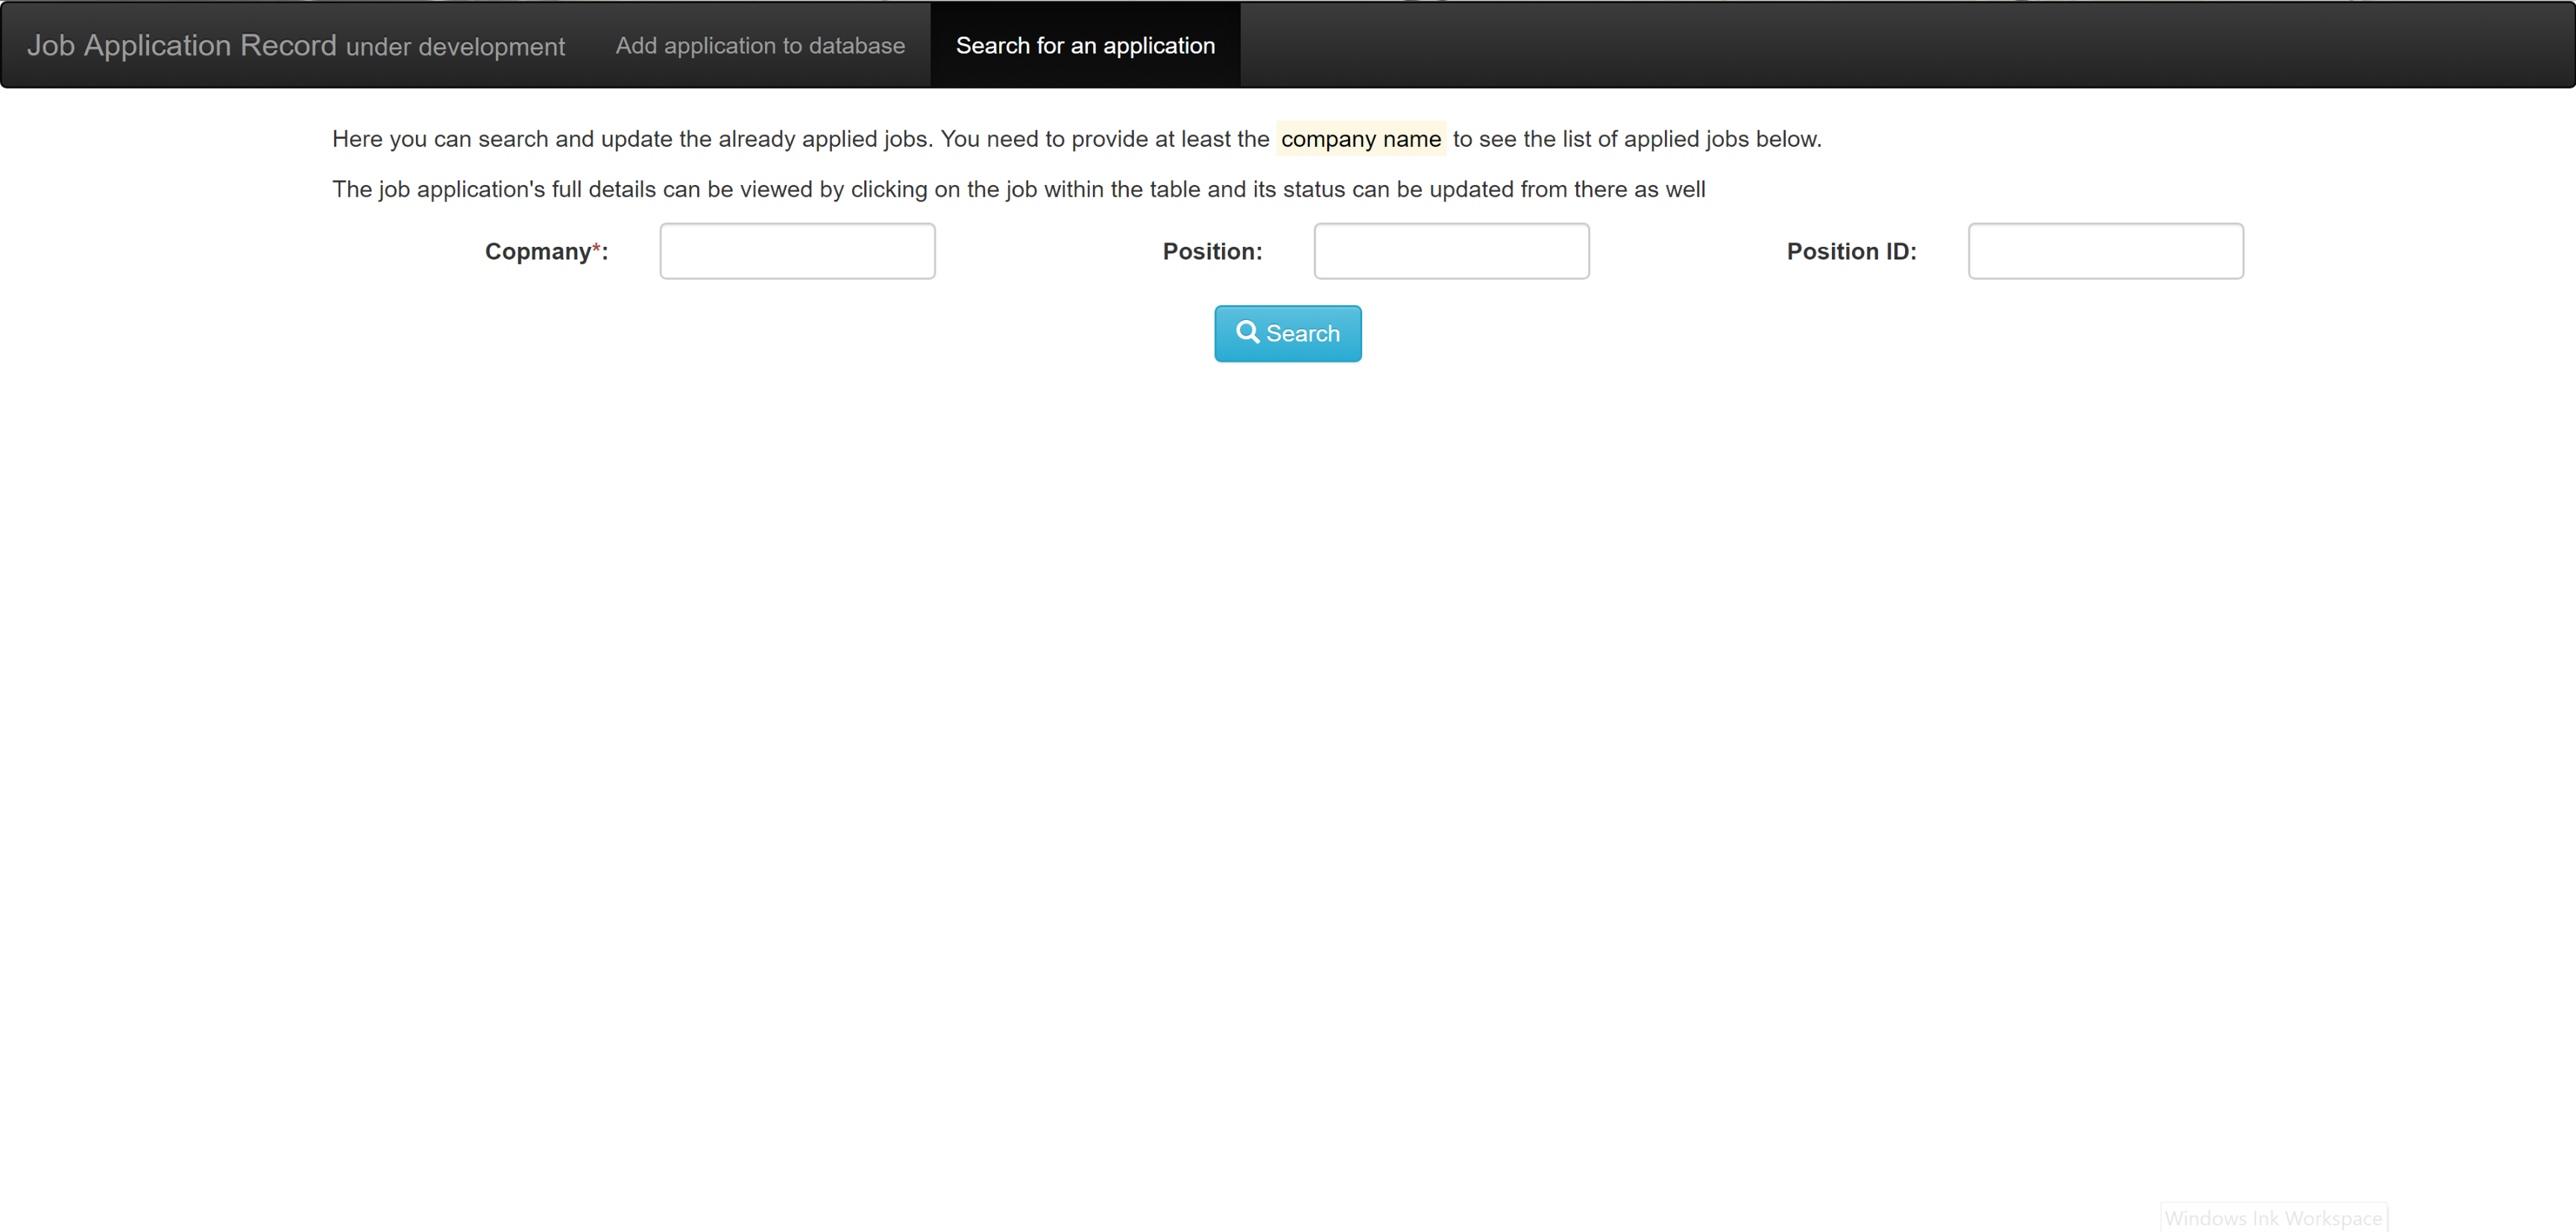 Job Application Record under development Add application to database Search for an application
Here you can search and update the already applied jobs. You need to provide at least the company name to see the list of applied jobs below.
The job application's full details can be viewed by clicking on the job within the table and its status can be updated from there as well
Copmany*: Position: Position ID:
Search
Windows Ink Workspace